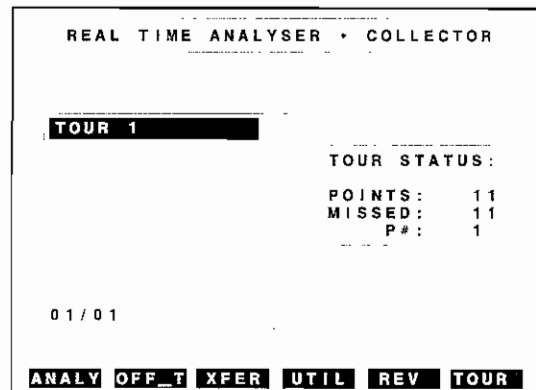 REAL TIME ANALYSER + COLLECTOR
TOUR 1
TOUR STATUS:
POINTS: 11
MISSED: 11
P#: 1
01/01
ANALY OFF_T XFER UTIL REV TOUR